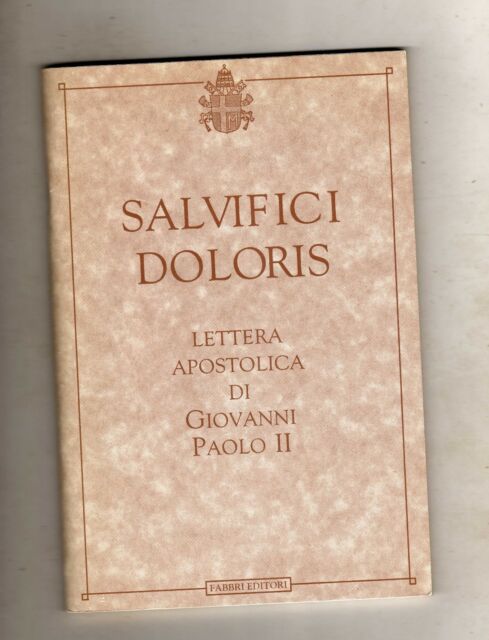 SALVIFICI
DOLORIS
LETTERA
APOSTOLICA
DI
GIOVANNI
PAOLO II
FABBRI EDITORI